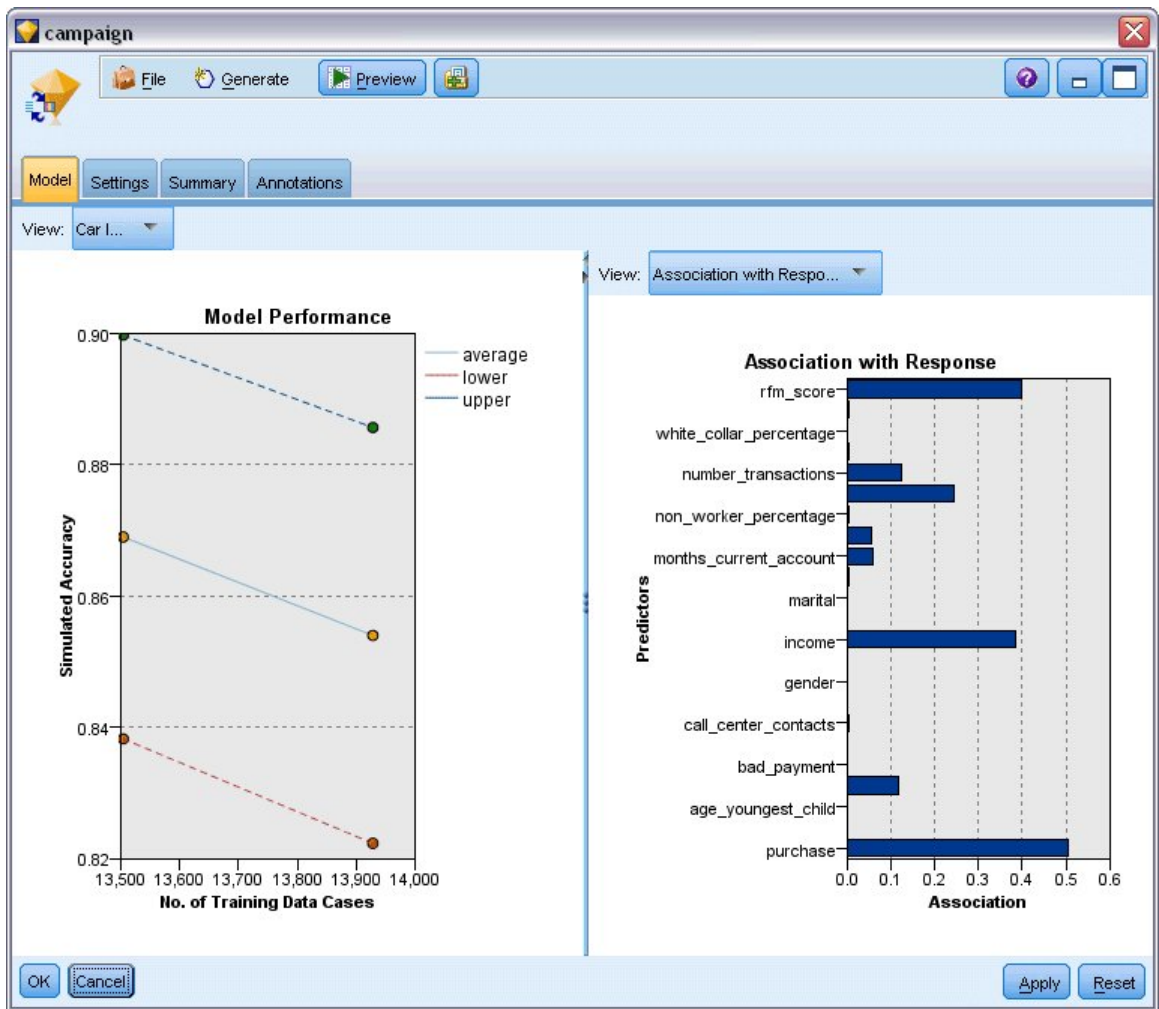 campaign
File Generate Preview
Model Settings Summary Annotations
View: Car I...
Model Performance
0.90
0.88
0.86
0.84
0.82
Simulated Accuracy
13,500 13,600 13,700 13,800 13,900 14,000
No. of Training Data Cases
average
lower
upper
View: Association with Respo...
Association with Response
rfm_score
white_collar_percentage
number_transactions
non_worker_percentage
months_current_account
marital
income
gender
call_center_contacts
bad_payment
age_youngest_child
purchase
Predictors
0.0 0.1 0.2 0.3 0.4 0.5 0.6
Association
OK Cancel Apply Reset